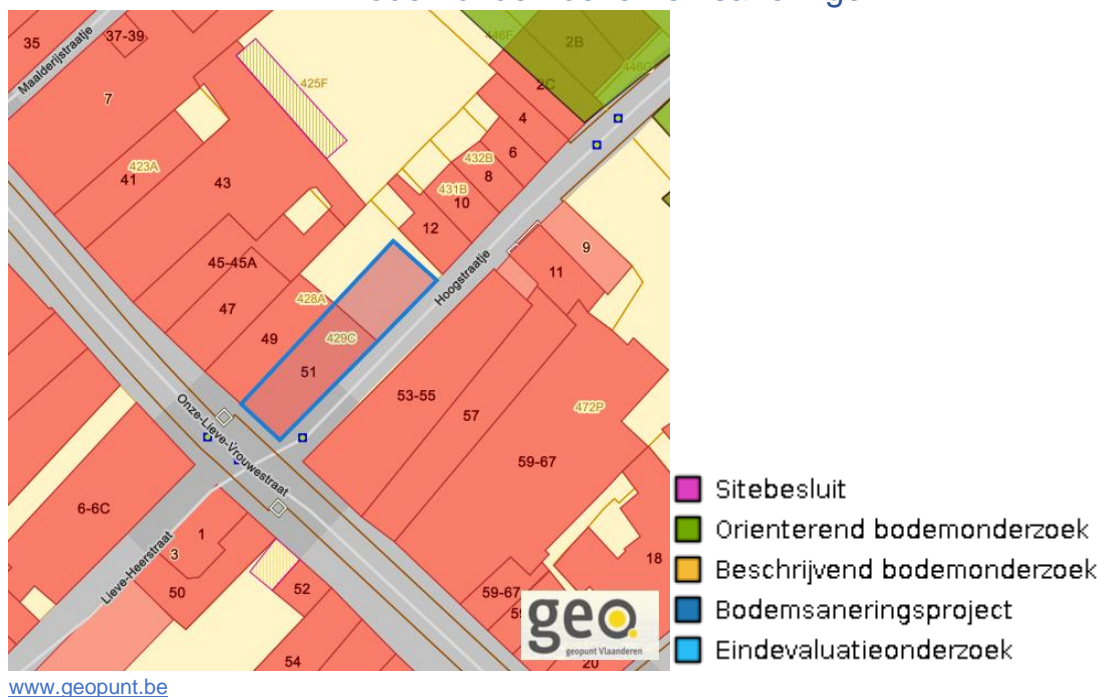 35
37-39
Maalderijstraatje
7
425F
446F
2B
446G
2C
4
6
432B
8
431B
10
12
423A
41
43
9
11
Hoogstraatje
45-45A
428A
47
49
429C
51
53-55
57
472P
59-67
Onze-Lieve-Vrouwestraat
6-6C
Lieve-Heerstraat
1
3
50
52
54
59-67
18
20
geo
geopunt Vlaanderen
Sitebesluit
Orienterend bodemonderzoek
Beschrijvend bodemonderzoek
Bodemsaneringsproject
Eindevaluatieonderzoek
www.geopunt.be